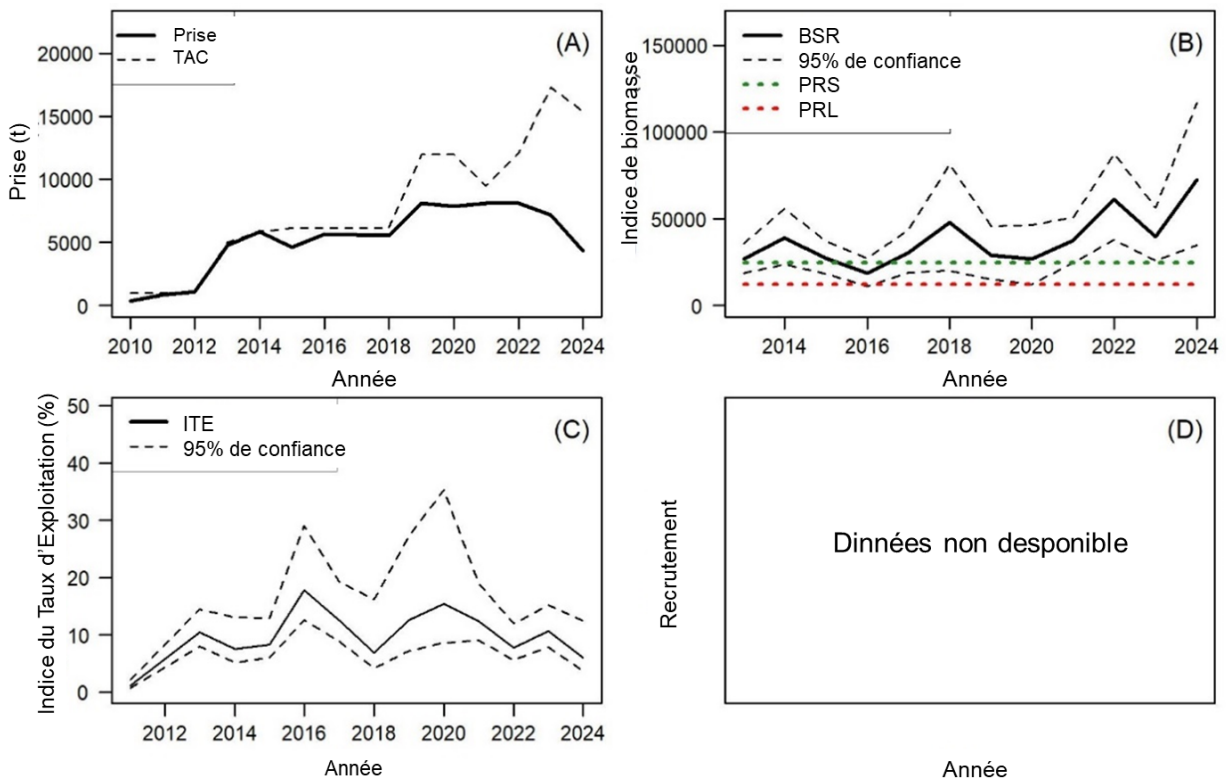 Prise
TAC
(A)
Prise (t)
20000
15000
10000
5000
0
2010 2012 2014 2016 2018 2020 2022 2024
Année
BSR
95% de confiance
PRS
PRL
(B)
Indice de biomasse
150000
100000
50000
0
2014 2016 2018 2020 2022 2024
Année
ITE
95% de confiance
(C)
Indice du Taux d'Exploitation (%)
50
40
30
20
10
0
2012 2014 2016 2018 2020 2022 2024
Année
(D)
Recrutement
Dinnées non desponible
Année